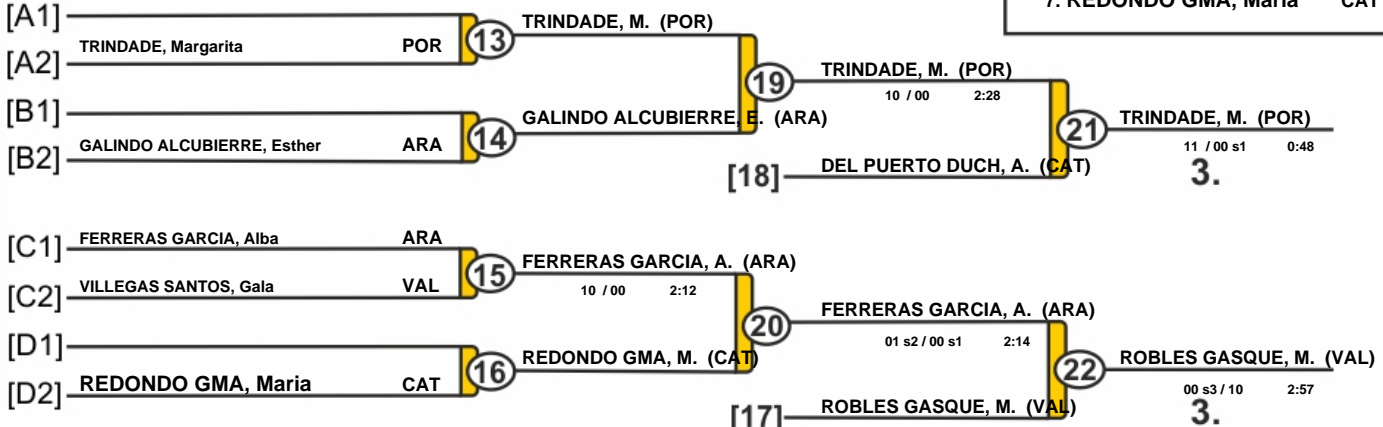 7. REDONDO GMA, Maria CAT
[A1]
TRINDADE, M. (POR)
TRINDADE, Margarita POR
13
[A2]
TRINDADE, M. (POR)
19
10 / 00 2:28
[B1]
GALINDO ALCUBIERRE, E. (ARA)
14
GALINDO ALCUBIERRE, Esther ARA
[B2]
21
TRINDADE, M. (POR)
11 / 00 s1 0:48
3.
[18]
DEL PUERTO DUCH, A. (CAT)
[C1]
FERRERAS GARCIA, Alba ARA
15
FERRERAS GARCIA, A. (ARA)
10 / 00 2:12
[C2]
VILLEGAS SANTOS, Gala VAL
FERRERAS GARCIA, A. (ARA)
20
01 s2 / 00 s1 2:14
[D1]
REDONDO GMA, M. (CAT)
16
REDONDO GMA, Maria CAT
[D2]
22
ROBLES GASQUE, M. (VAL)
00 s3 / 10 2:57
3.
[17]
ROBLES GASQUE, M. (VAL)